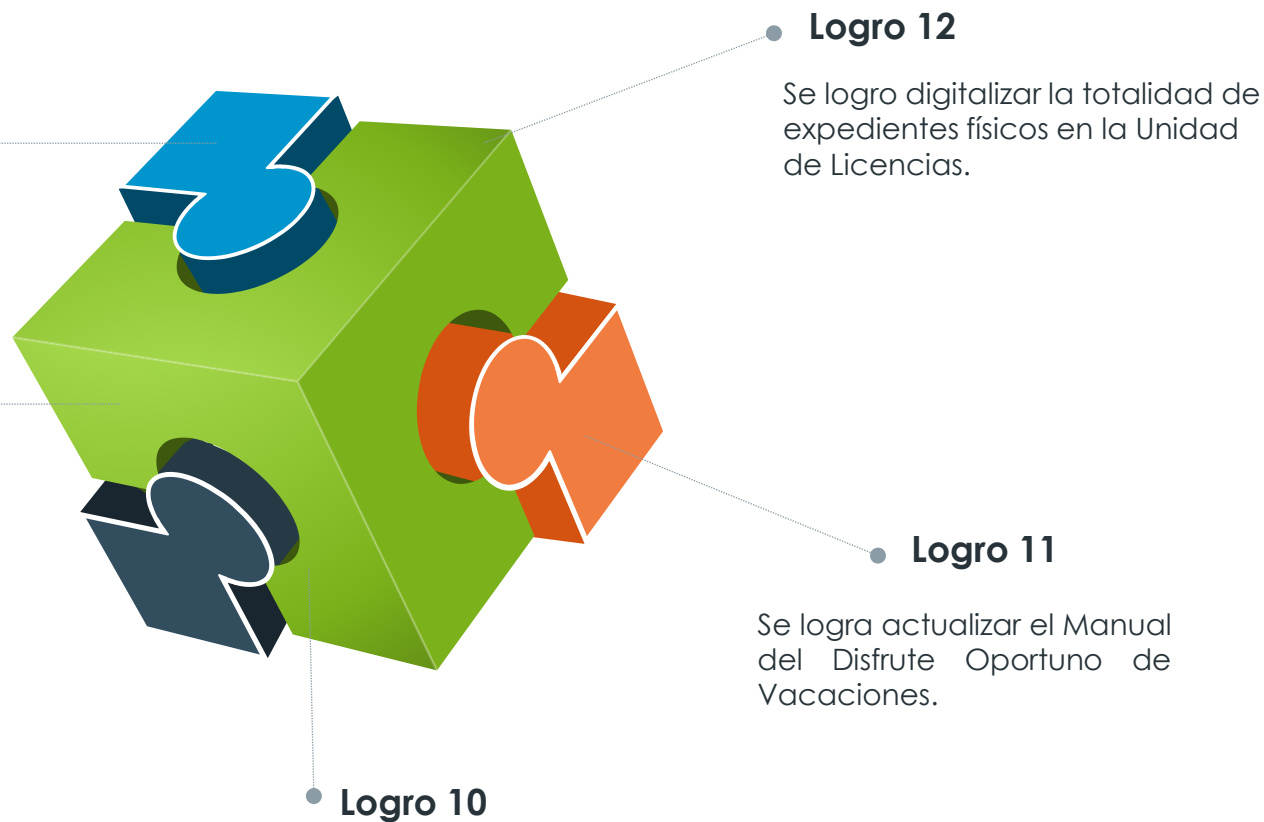 Logro 12
Se logro digitalizar la totalidad de
expedientes físicos en la Unidad
de Licencias.
Logro 11
Se logra actualizar el Manual
del Disfrute Oportuno de
Vacaciones.
Logro 10